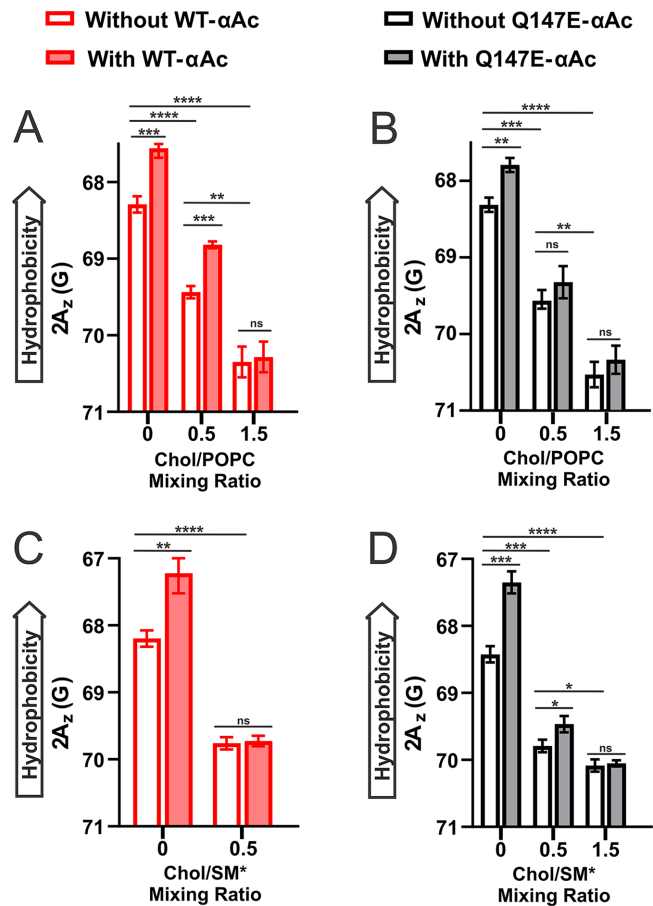 Without WT-αAc
With WT-αAc
Without Q147E-αAc
With Q147E-αAc
A
****
****
***
**
***
ns
Hydrophobicity
2Az (G)
68
69
70
71
0 0.5 1.5
Chol/POPC
Mixing Ratio
B
****
***
**
**
ns
ns
Hydrophobicity
2Az (G)
68
69
70
71
0 0.5 1.5
Chol/POPC
Mixing Ratio
C
****
**
ns
Hydrophobicity
2Az (G)
67
68
69
70
71
0 0.5
Chol/SM*
Mixing Ratio
D
****
***
***
*
*
ns
Hydrophobicity
2Az (G)
67
68
69
70
71
0 0.5 1.5
Chol/SM*
Mixing Ratio